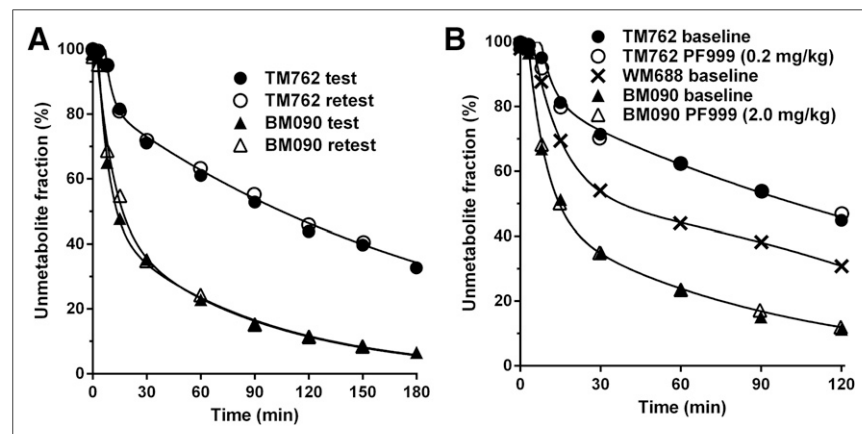 A
Unmetabolite fraction (%)
100
80
60
40
20
0
TM762 test
TM762 retest
BM090 test
BM090 retest
0 30 60 90 120 150 180
Time (min)
B
Unmetabolite fraction (%)
100
80
60
40
20
0
TM762 baseline
TM762 PF999 (0.2 mg/kg)
WM688 baseline
BM090 baseline
BM090 PF999 (2.0 mg/kg)
0 30 60 90 120
Time (min)